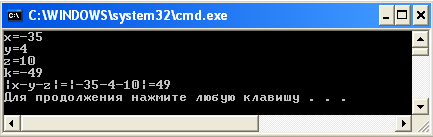 C:\WINDOWS\system32\cmd.exe
x=-35
y=4
z=10
k=-49
|x-y-z|=|-35-4-10|=49
Для продолжения нажмите любую клавишу . . .